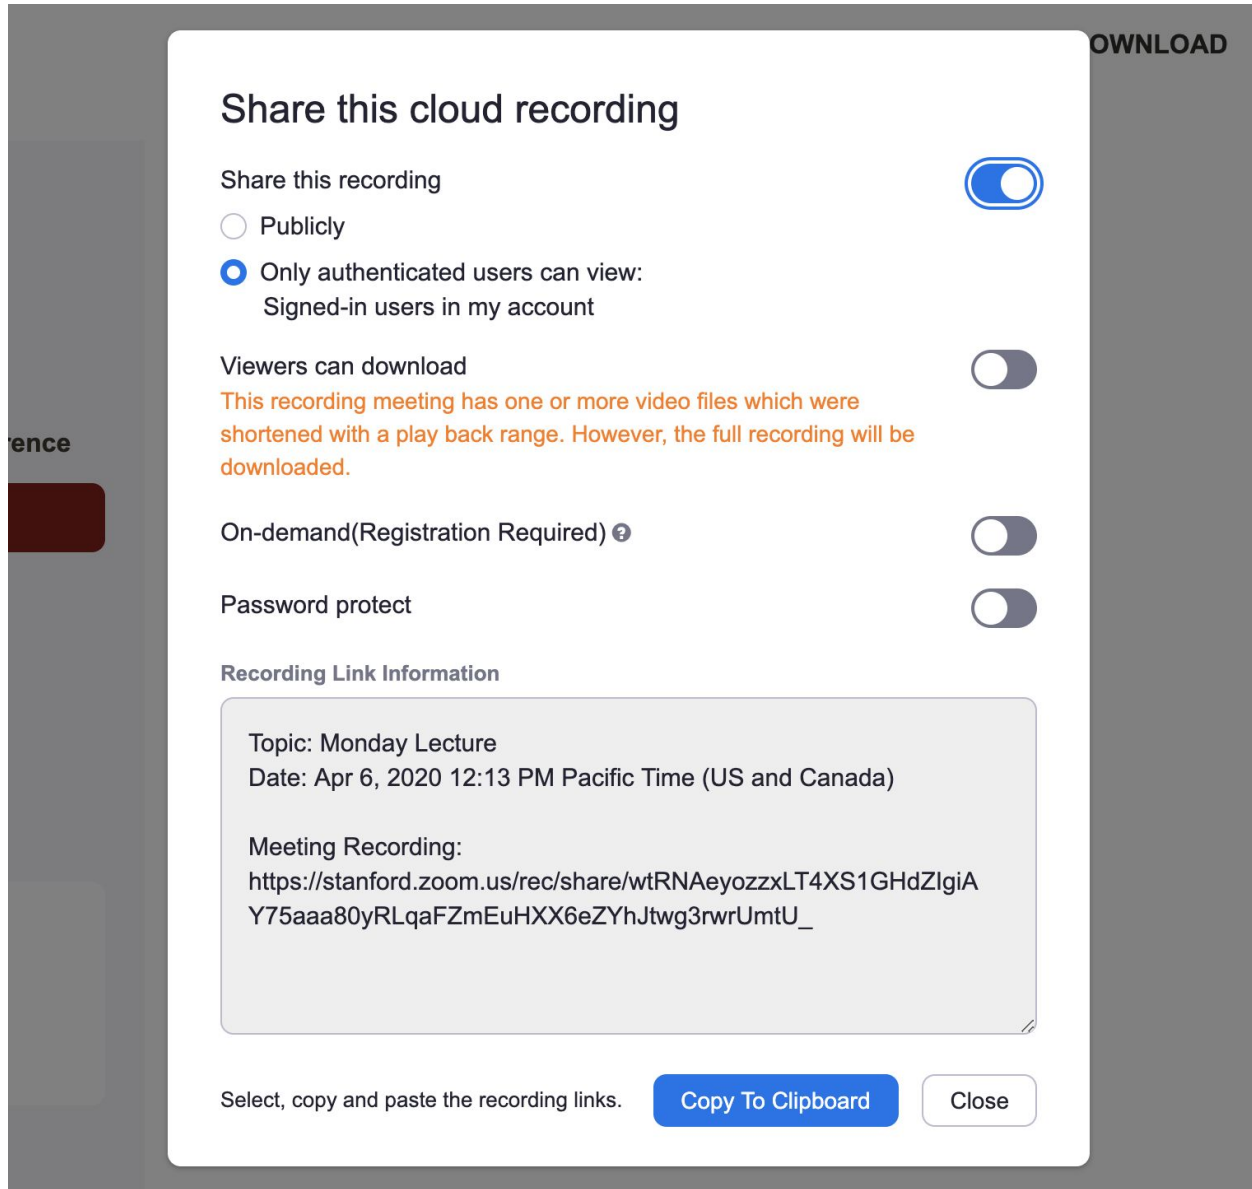 OWNLOAD
Share this cloud recording
Share this recording
Publicly
Only authenticated users can view:
Signed-in users in my account
Viewers can download
This recording meeting has one or more video files which were
shortened with a play back range. However, the full recording will be
downloaded.
rence
On-demand(Registration Required) ?
Password protect
Recording Link Information
Topic: Monday Lecture
Date: Apr 6, 2020 12:13 PM Pacific Time (US and Canada)
Meeting Recording:
https://stanford.zoom.us/rec/share/wtRNAeyozzxLT4XS1GHdZIgiA
Y75aaa80yRLqaFZmEuHXX6eZYhJtwg3rwrUmtU_
Select, copy and paste the recording links.
Copy To Clipboard
Close